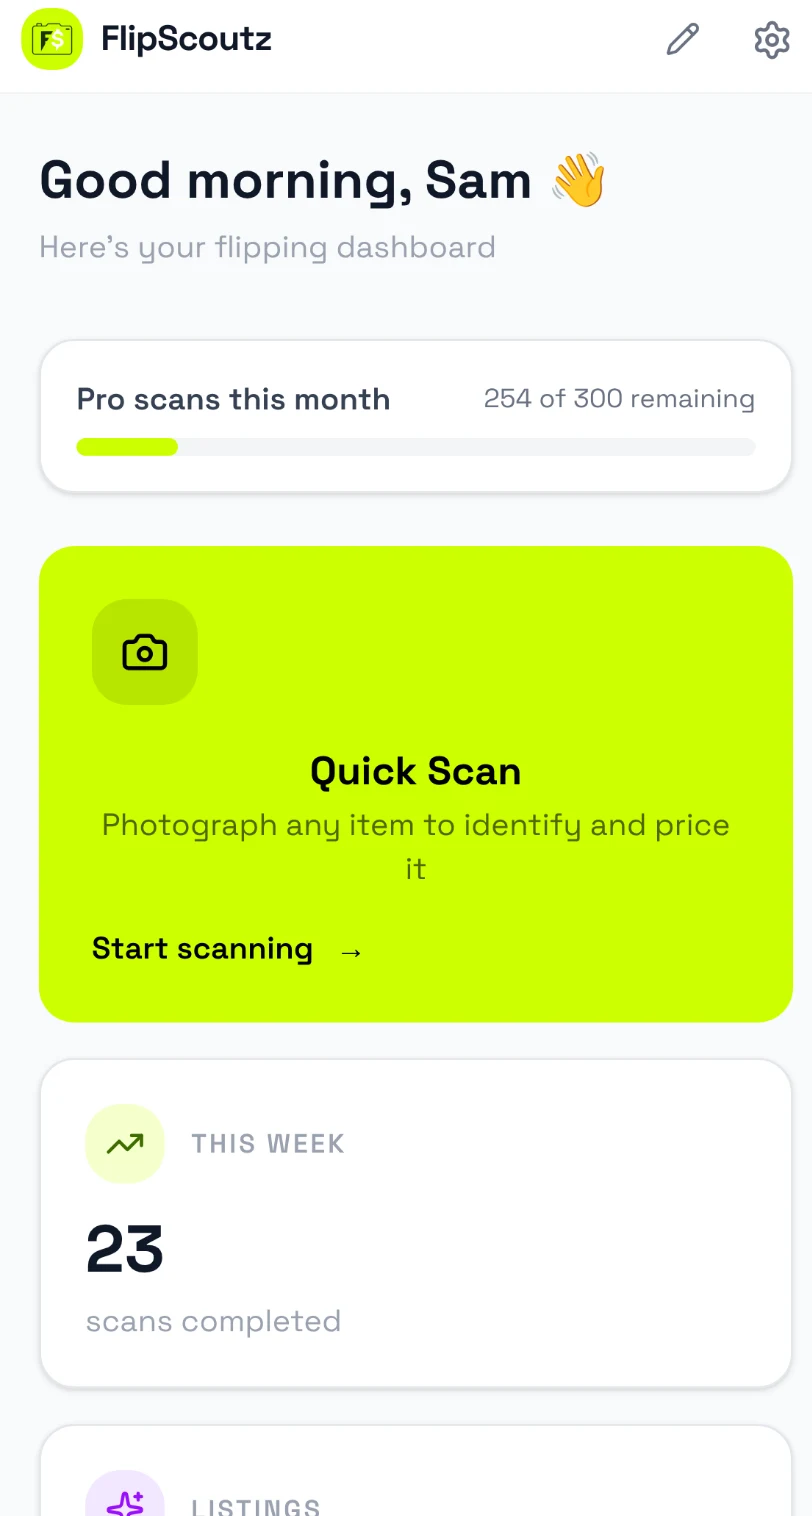 F$
FlipScoutz
Good morning, Sam 👋
Here's your flipping dashboard
Pro scans this month
254 of 300 remaining
Quick Scan
Photograph any item to identify and price
it
Start scanning →
THIS WEEK
23
scans completed
LISTINGS